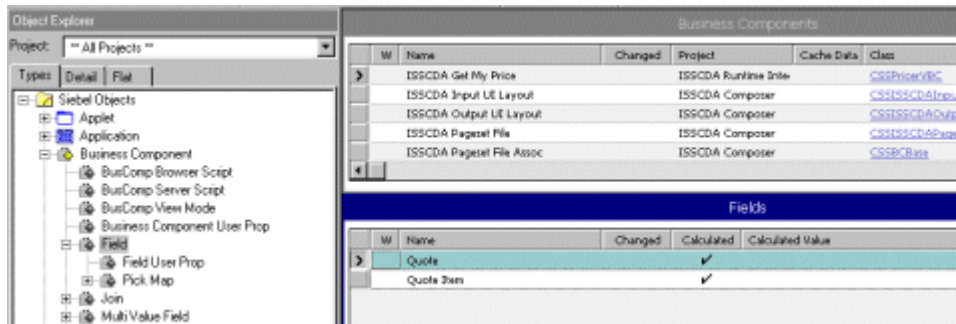 Object Explorer
Project: ** All Projects **
Types Detail Flat
Siebel Objects
Applet
Application
Business Component
BusComp Browser Script
BusComp Server Script
BusComp View Mode
Business Component User Prop
Field
Field User Prop
Pick Map
Join
Multi Value Field
Business Components
W Name Changed Project Cache Data Class
ISSCDA Get My Price ISSCDA Runtime Inte CSSPricerVBC
ISSCDA Input UE Layout ISSCDA Composer CSSISSCDAInpu
ISSCDA Output UE Layout ISSCDA Composer CSSISSCDAOutp
ISSCDA Pageset File ISSCDA Composer CSSISSCDAPage
ISSCDA Pageset File Assoc ISSCDA Composer CSSBCBase
Fields
W Name Changed Calculated Calculated Value
Quote ✔
Quote Item ✔